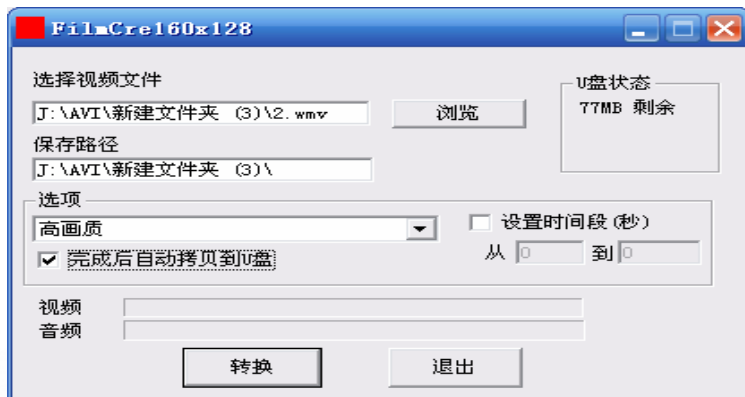 FilmCre160x128
选择视频文件
J:\AVI\新建文件夹 (3)\2.wmv
浏览
U盘状态
77MB 剩余
保存路径
J:\AVI\新建文件夹 (3)\
选项
高画质
设置时间段(秒)
完成后自动拷贝到U盘
从 0 到 0
视频
音频
转换 退出